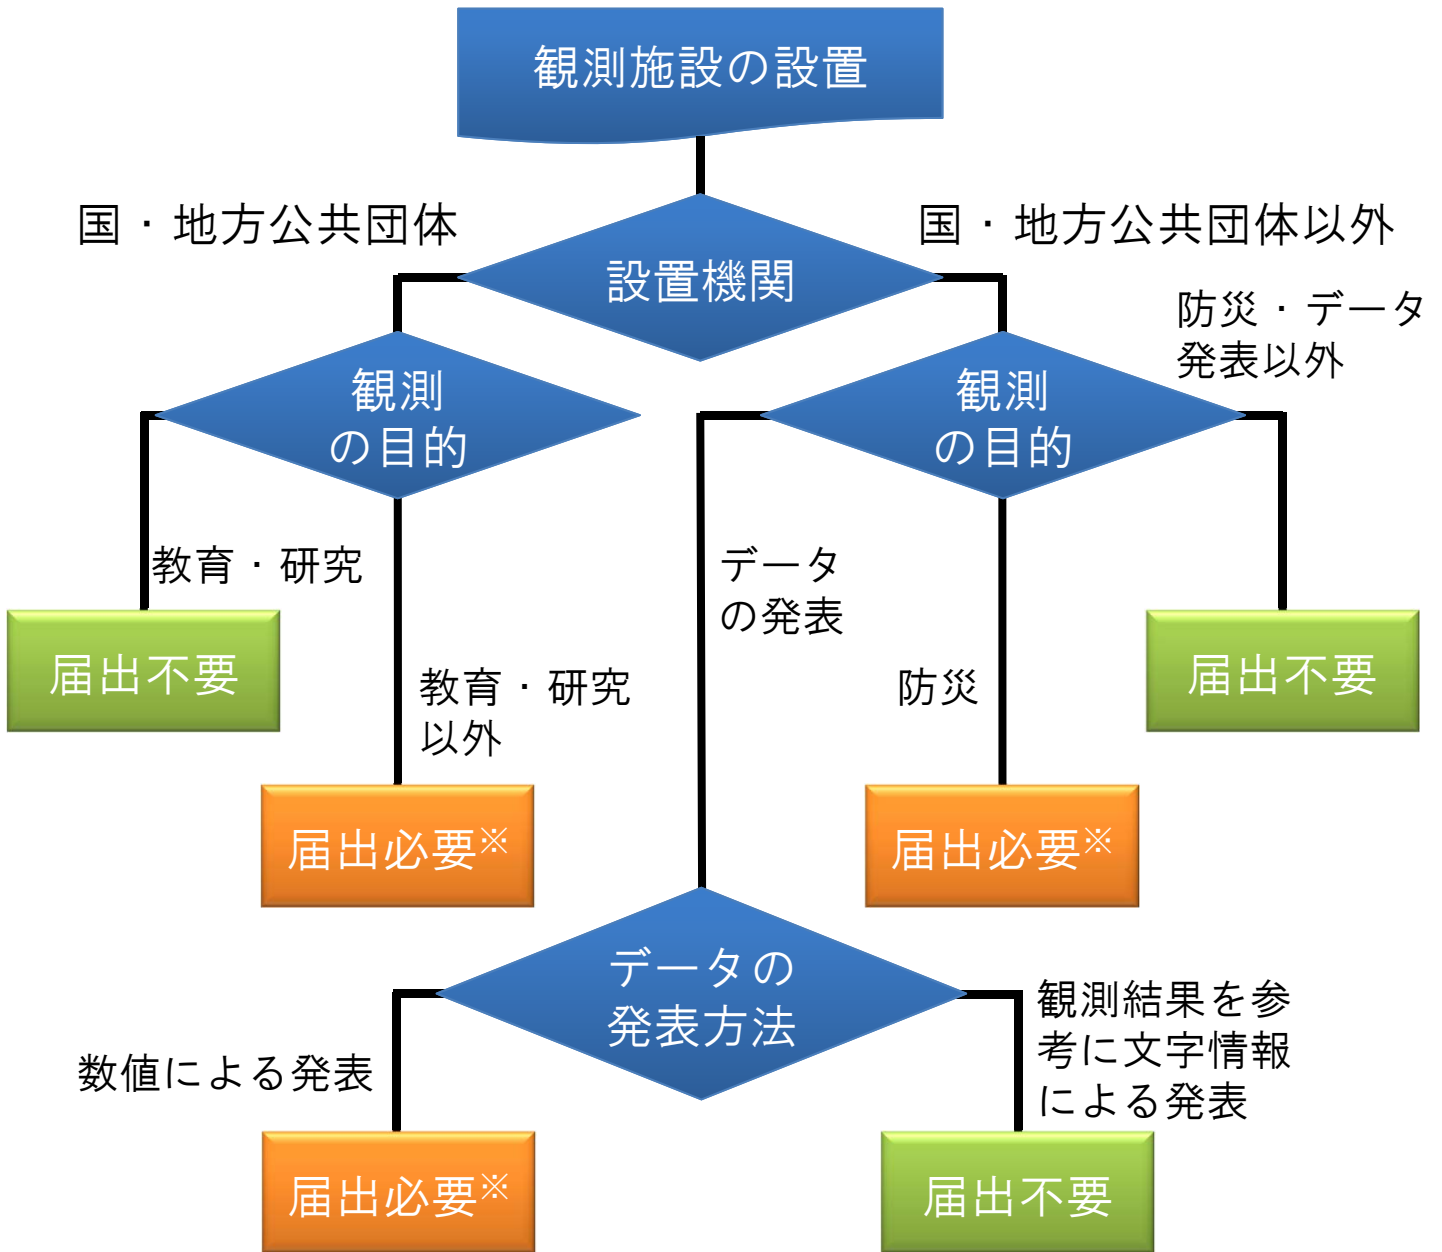 観測施設の設置
国・地方公共団体
国・地方公共団体以外
設置機関
防災・データ
発表以外
観測
の目的
観測
の目的
教育・研究
データ
の発表
届出不要
届出不要
教育・研究
以外
防災
届出必要※
届出必要※
データの
発表方法
観測結果を参
考に文字情報
による発表
数値による発表
届出必要※
届出不要